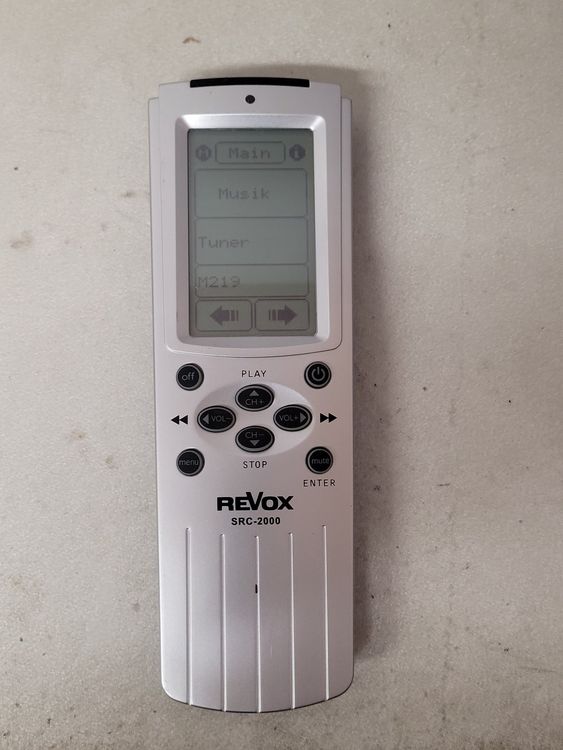 M Main i
Musik
Tuner
M219
off PLAY
CH+
VOL- VOL+
CH-
menu STOP mute
ENTER
REVOX
SRC-2000